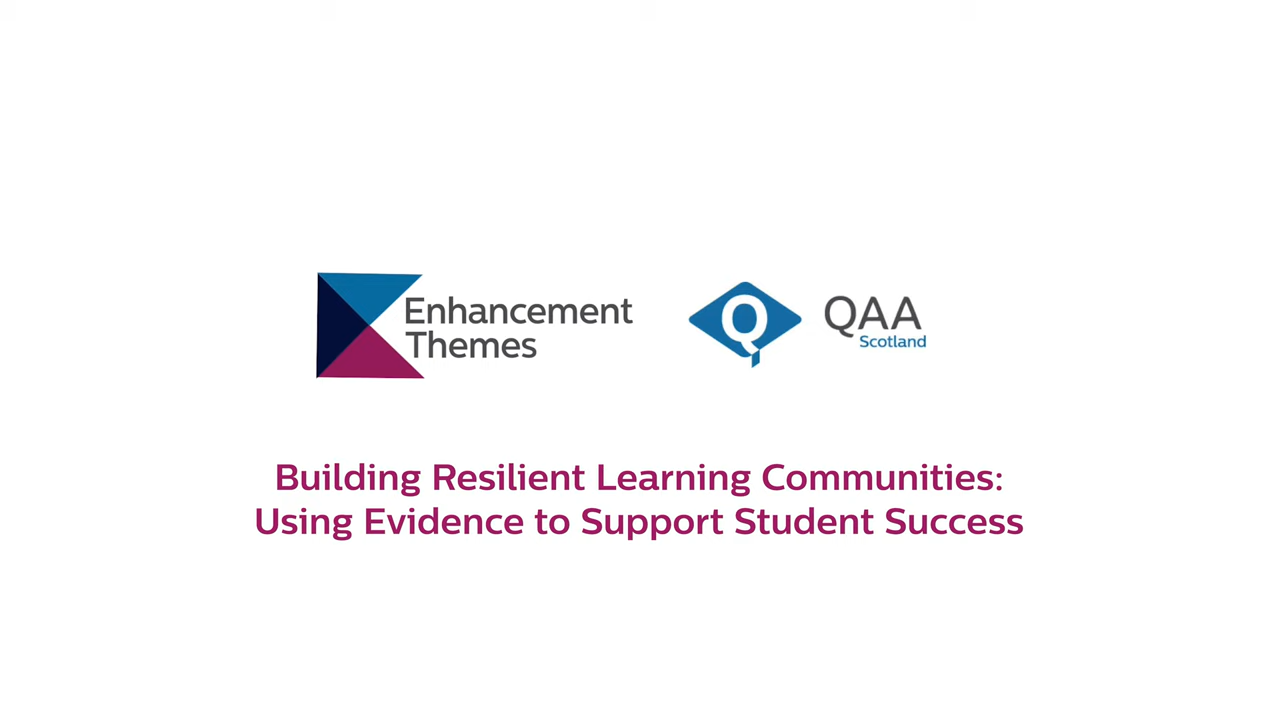 Enhancement
Themes
Q
QAA
Scotland
Building Resilient Learning Communities:
Using Evidence to Support Student Success